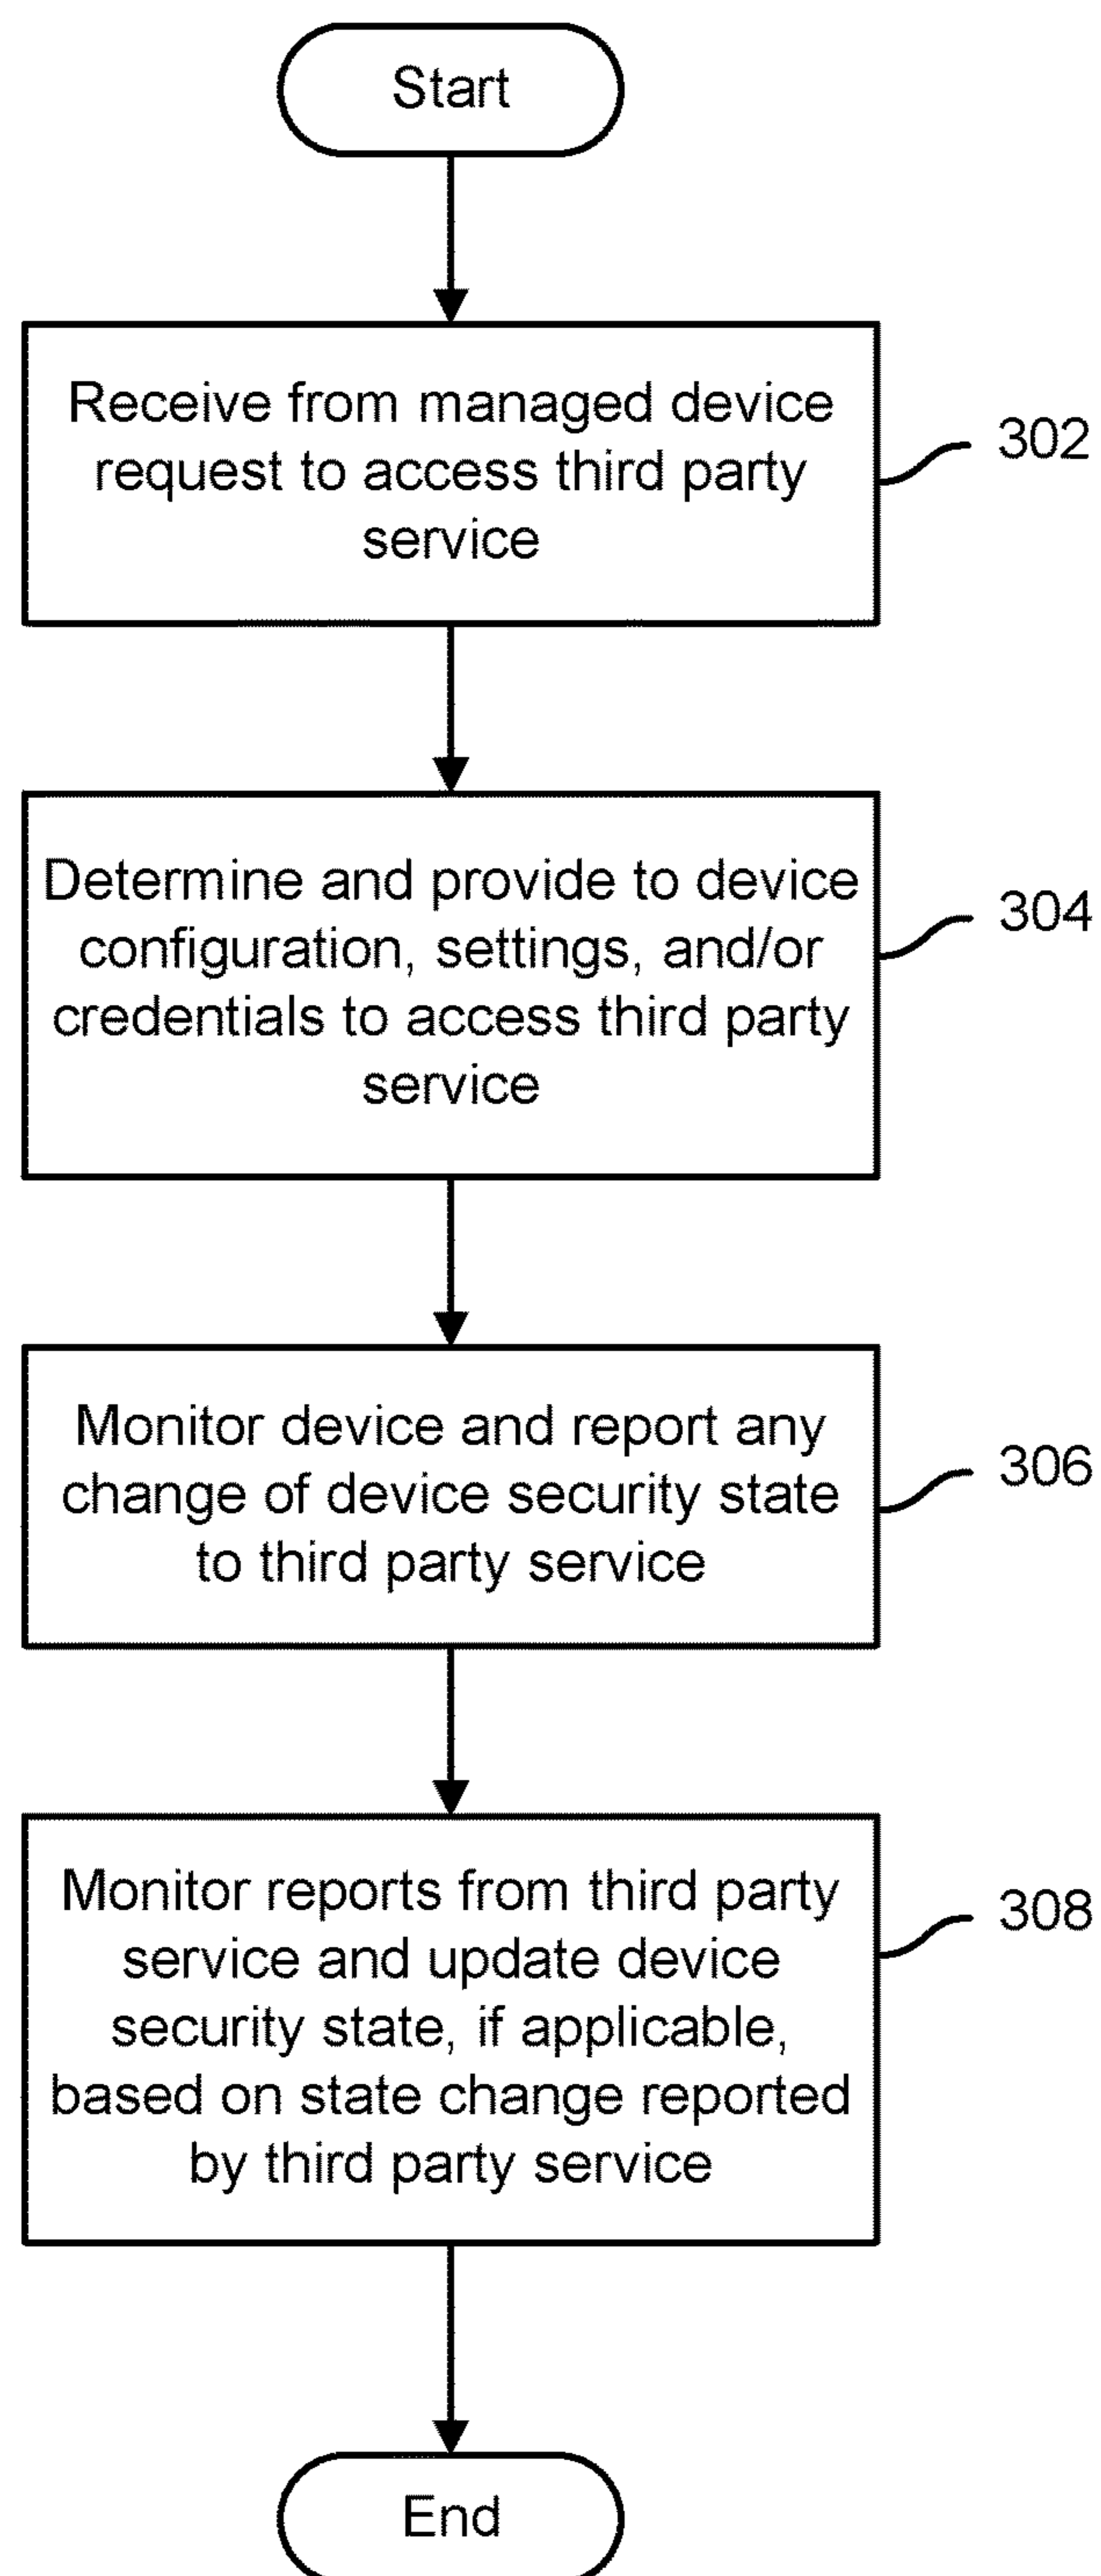 Start
Receive from managed device
request to access third party
service
302
Determine and provide to device
configuration, settings, and/or
credentials to access third party
service
304
Monitor device and report any
change of device security state
to third party service
306
Monitor reports from third party
service and update device
security state, if applicable,
based on state change reported
by third party service
308
End